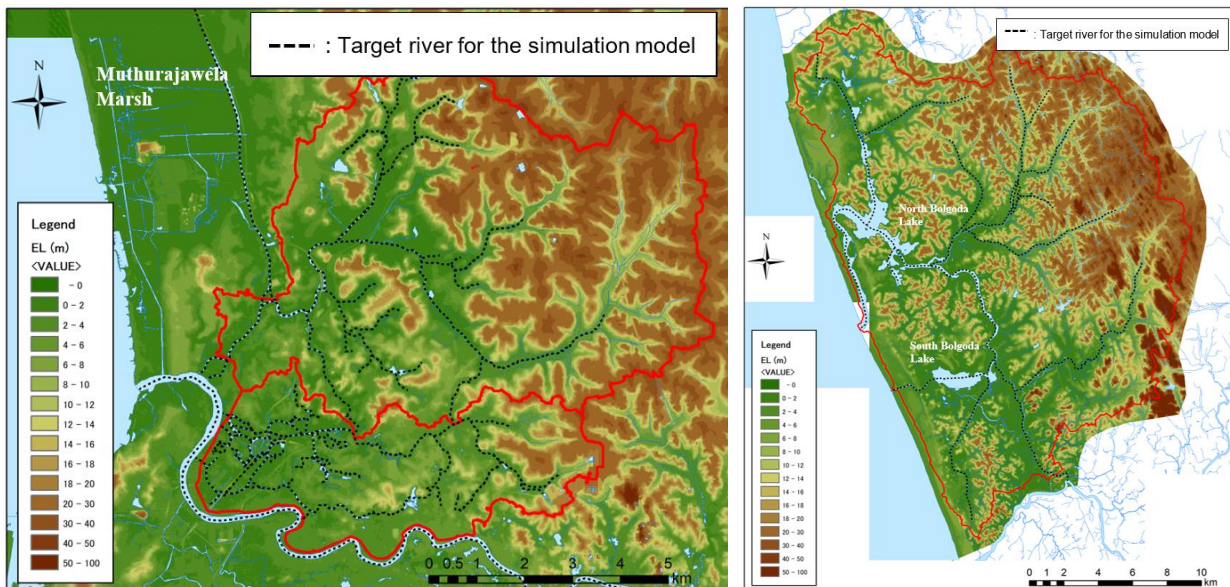 : Target river for the simulation model
Muthurajawela
Marsh
N
Legend
EL (m)
<VALUE>
- 0
0 - 2
2 - 4
4 - 6
6 - 8
8 - 10
10 - 12
12 - 14
14 - 16
16 - 18
18 - 20
20 - 30
30 - 40
40 - 50
50 - 100
0 0.5 1 2 3 4 5
km
: Target river for the simulation model
North Bolgoda
Lake
N
South Bolgoda
Lake
Legend
EL (m)
<VALUE>
- 0
0 - 2
2 - 4
4 - 6
6 - 8
8 - 10
10 - 12
12 - 14
14 - 16
16 - 18
18 - 20
20 - 30
30 - 40
40 - 50
50 - 100
0 1 2 4 6 8 10
km